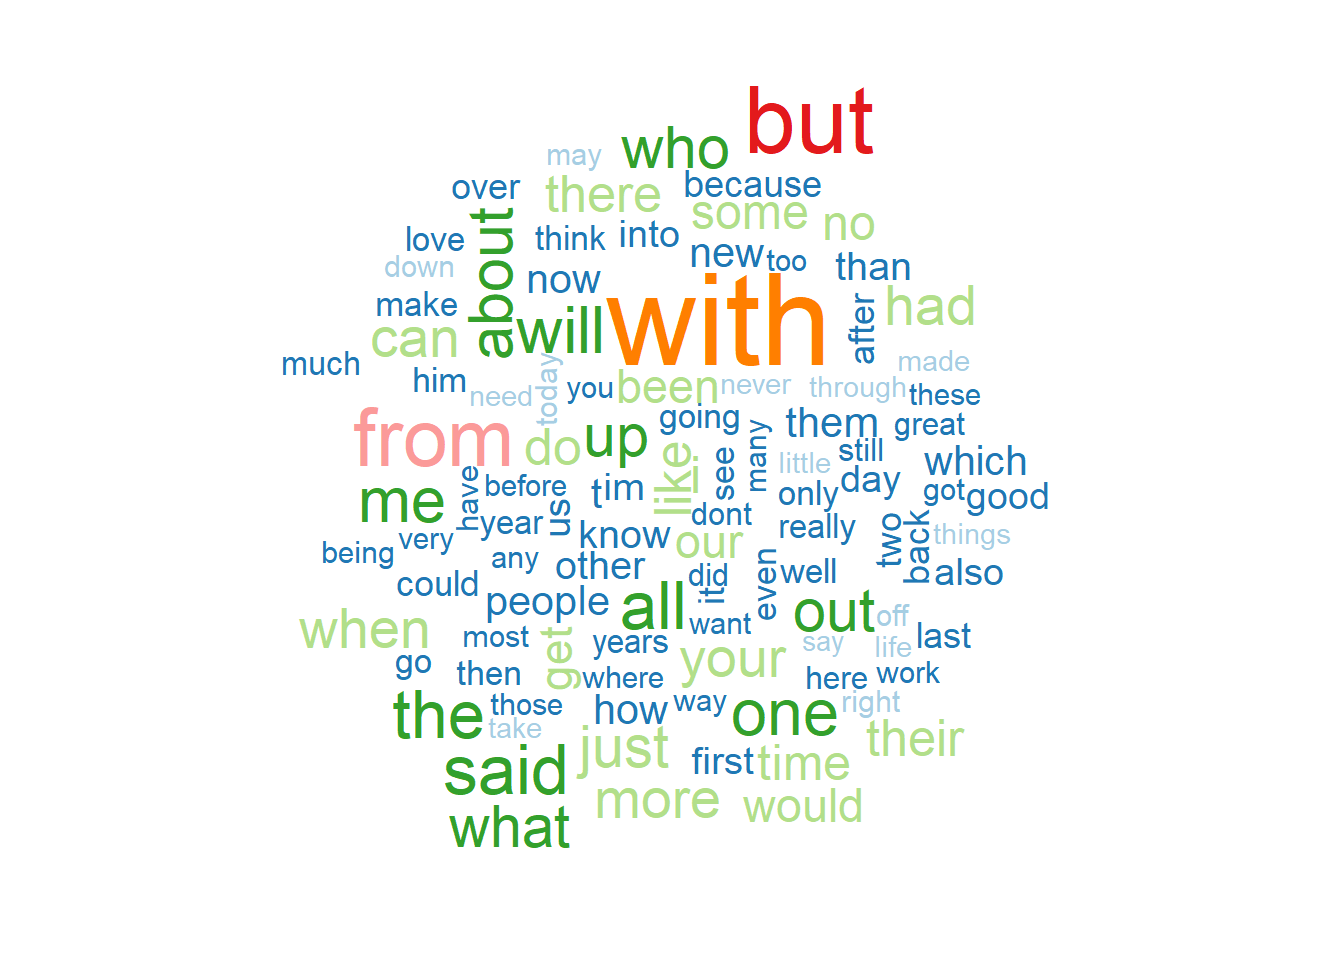 but
who
may
because
over
there
some
no
about
love
think
into
new
too
than
down
now
make
with
after
had
can
will
much
him
today
you
been
never
through
made
these
need
from
do
up
going
them
great
like
see
many
little
still
which
me
have
before
tim
only
day
got
good
year
us
know
dont
really
two
back
things
being
very
any
other
our
did
even
well
also
could
people
all
itd
want
out
off
when
most
get
years
your
say
life
last
go
then
where
here
work
the
those
take
how
way
one
right
their
said
just
first
time
more
would
what